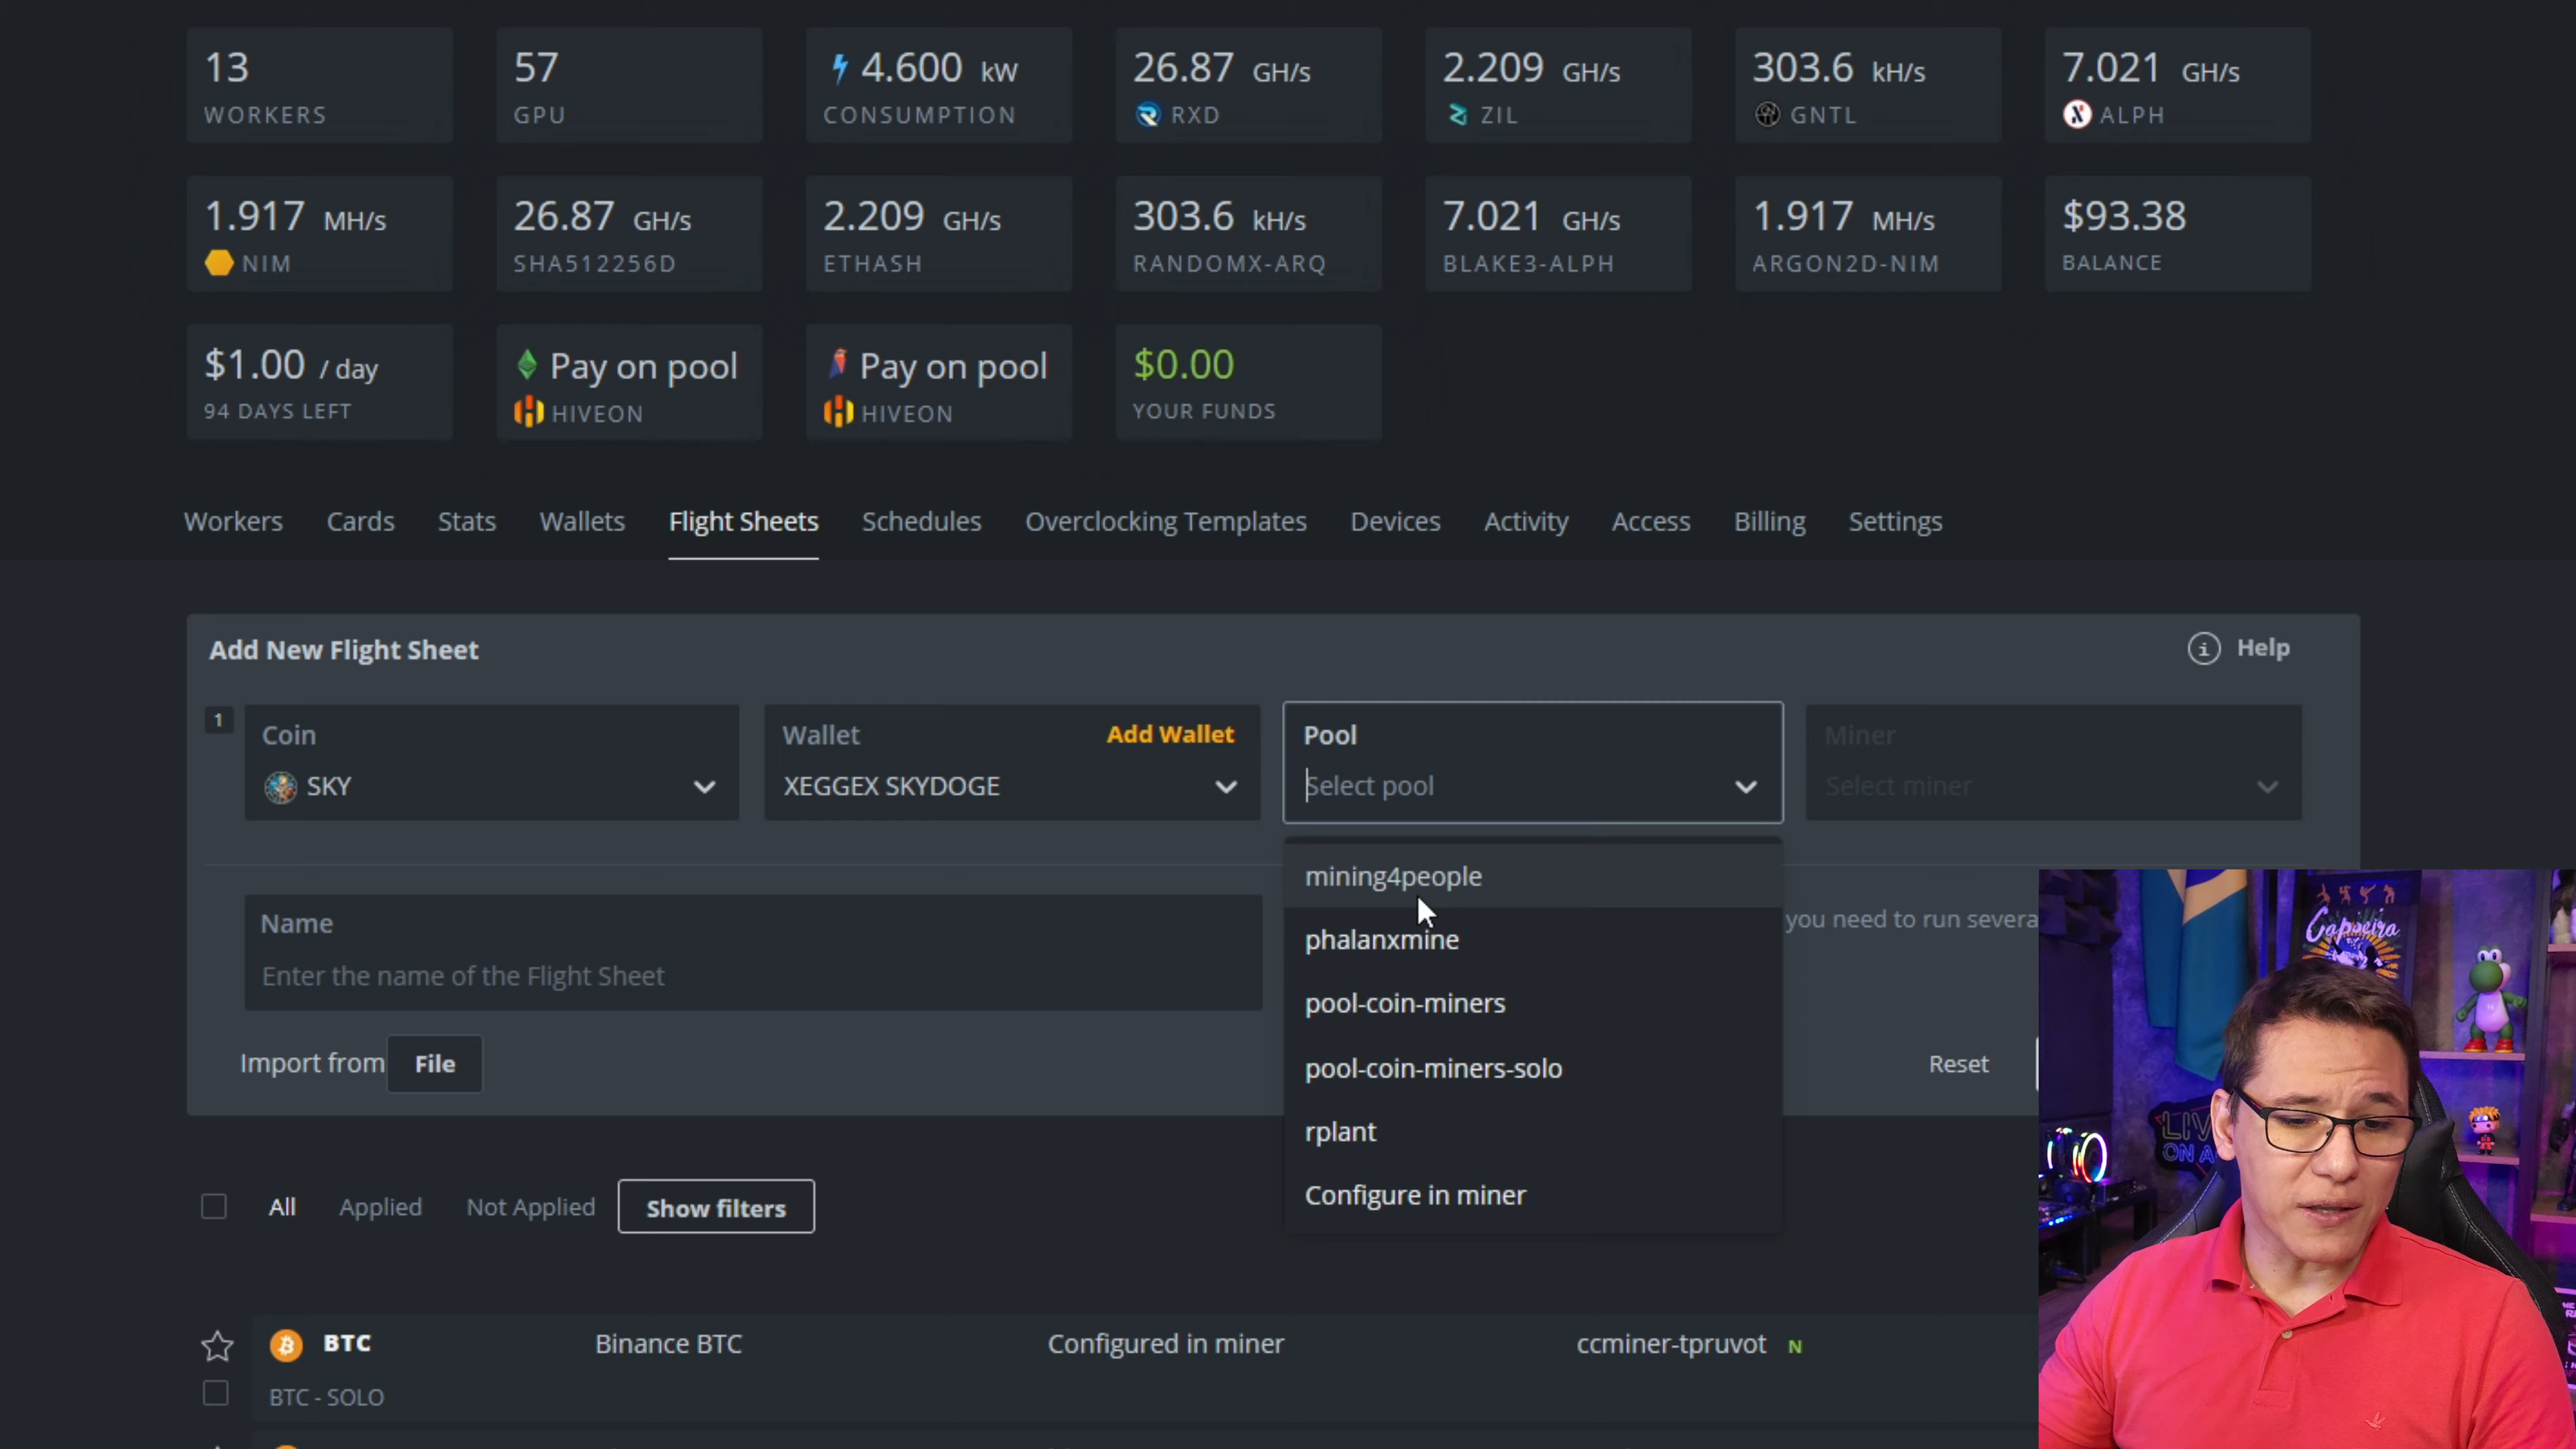 13
WORKERS
57
GPU
4.600 kW
CONSUMPTION
26.87 GH/s
RXD
2.209 GH/s
ZIL
303.6 kH/s
GNTL
7.021 GH/s
ALPH
1.917 MH/s
NIM
26.87 GH/s
SHA512256D
2.209 GH/s
ETHASH
303.6 kH/s
RANDOMX-ARQ
7.021 GH/s
BLAKE3-ALPH
1.917 MH/s
ARGON2D-NIM
$93.38
BALANCE
$1.00 / day
94 DAYS LEFT
Pay on pool
HIVEON
Pay on pool
HIVEON
$0.00
YOUR FUNDS
Workers Cards Stats Wallets Flight Sheets Schedules Overclocking Templates Devices Activity Access Billing Settings
Add New Flight Sheet
Help
1
Coin
SKY
Wallet Add Wallet
XEGGEX SKYDOGE
Pool
Select pool
Miner
Select miner
mining4people
phalanxmine
pool-coin-miners
pool-coin-miners-solo
rplant
Configure in miner
Name
Enter the name of the Flight Sheet
you need to run severa
Import from File
Reset
All Applied Not Applied Show filters
BTC Binance BTC Configured in miner ccminer-tpruvot N
BTC - SOLO
Capoeira
LIV
ON A